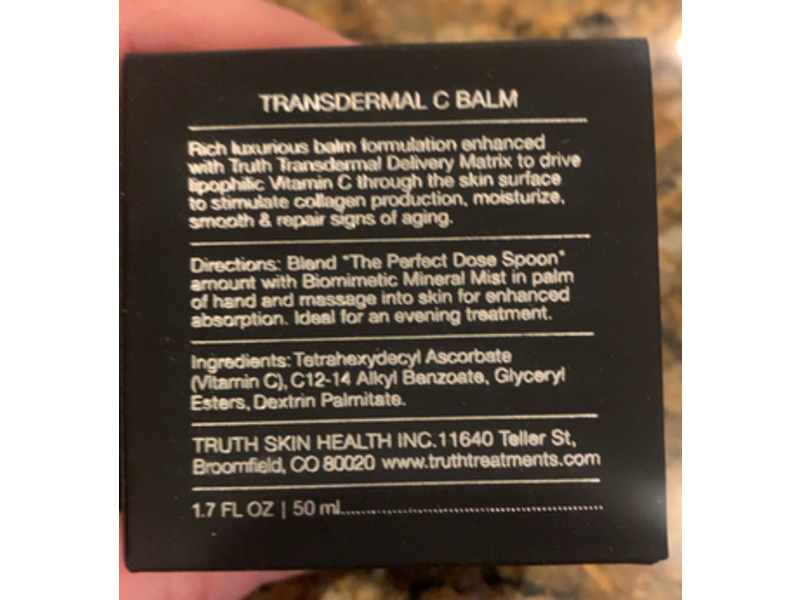 TRANSDERMAL C BALM
Rich luxurious balm formulation enhanced
with Truth Transdermal Delivery Matrix to drive
lipophilic Vitamin C through the skin surface
to stimulate collagen production, moisturize,
smooth & repair signs of aging.
Directions: Blend "The Perfect Dose Spoon"
amount with Biomimetic Mineral Mist in palm
of hand and massage into skin for enhanced
absorption. Ideal for an evening treatment.
Ingredients: Tetrahexydecyl Ascorbate
(Vitamin C), C12-14 Alkyl Benzoate, Glyceryl
Esters, Dextrin Palmitate.
TRUTH SKIN HEALTH INC.11640 Teller St,
Broomfield, CO 80020 www.truthtreatments.com
1.7 FL OZ | 50 ml..................................................